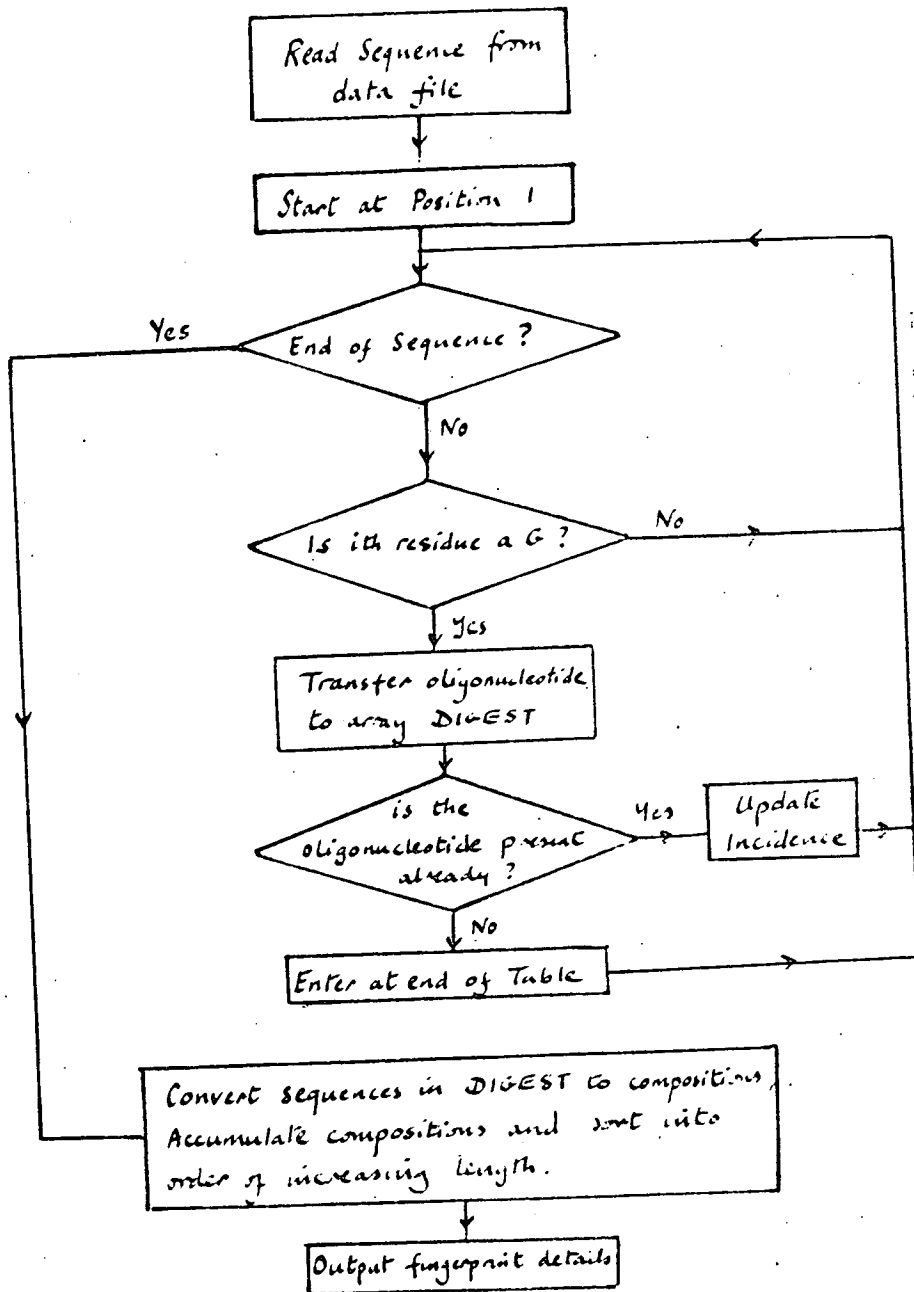 Read Sequence from
data file
Start at Position 1
End of Sequence?
Yes
No
Is ith residue a G?
No
Yes
Transfer oligonucleotide
to array DIGEST
is the
oligonucleotide present
already?
Yes
Update
Incidence
No
Enter at end of Table
Convert sequences in DIGEST to compositions,
Accumulate compositions and sort into
order of increasing length.
Output fingerprint details